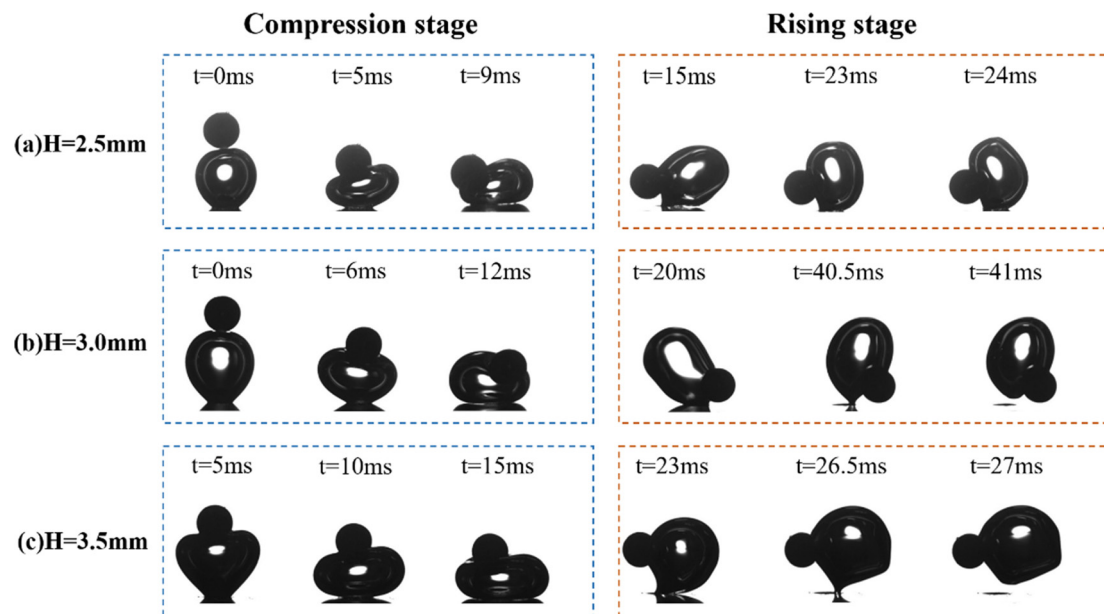 Compression stage Rising stage
t=0ms t=5ms t=9ms t=15ms t=23ms t=24ms
(a)H=2.5mm
t=0ms t=6ms t=12ms t=20ms t=40.5ms t=41ms
(b)H=3.0mm
t=5ms t=10ms t=15ms t=23ms t=26.5ms t=27ms
(c)H=3.5mm